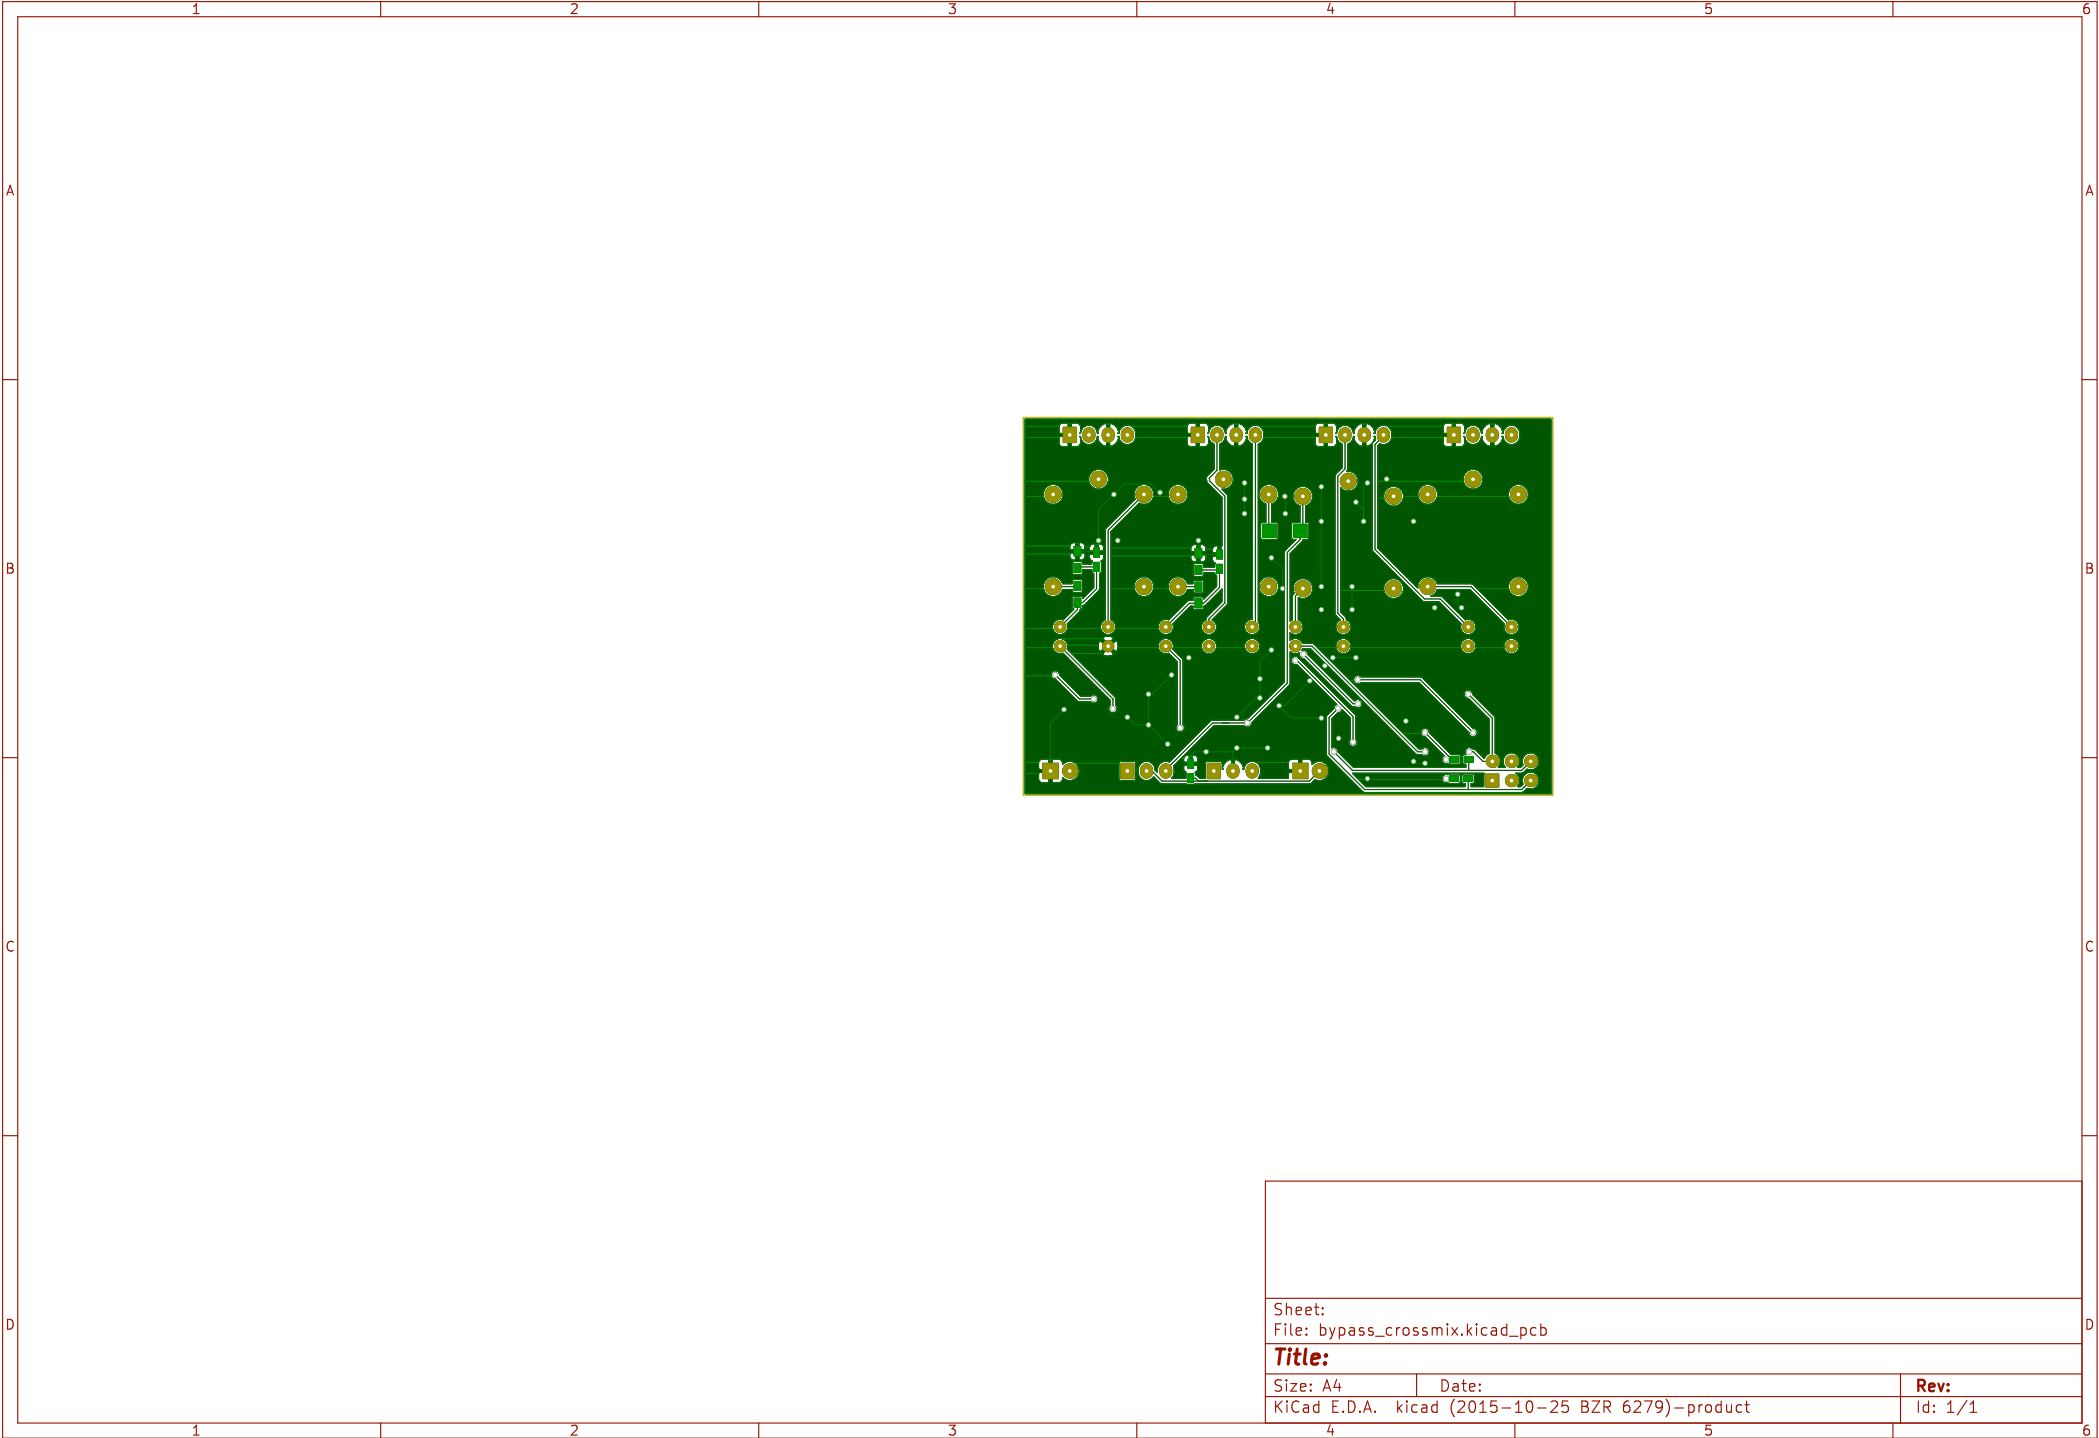 1 2 3 4 5 6
A A
B B
C C
D D
Sheet:
File: bypass_crossmix.kicad_pcb
Title:
Size: A4 Date: Rev:
KiCad E.D.A. kicad (2015-10-25 BZR 6279)-product Id: 1/1
1 2 3 4 5 6